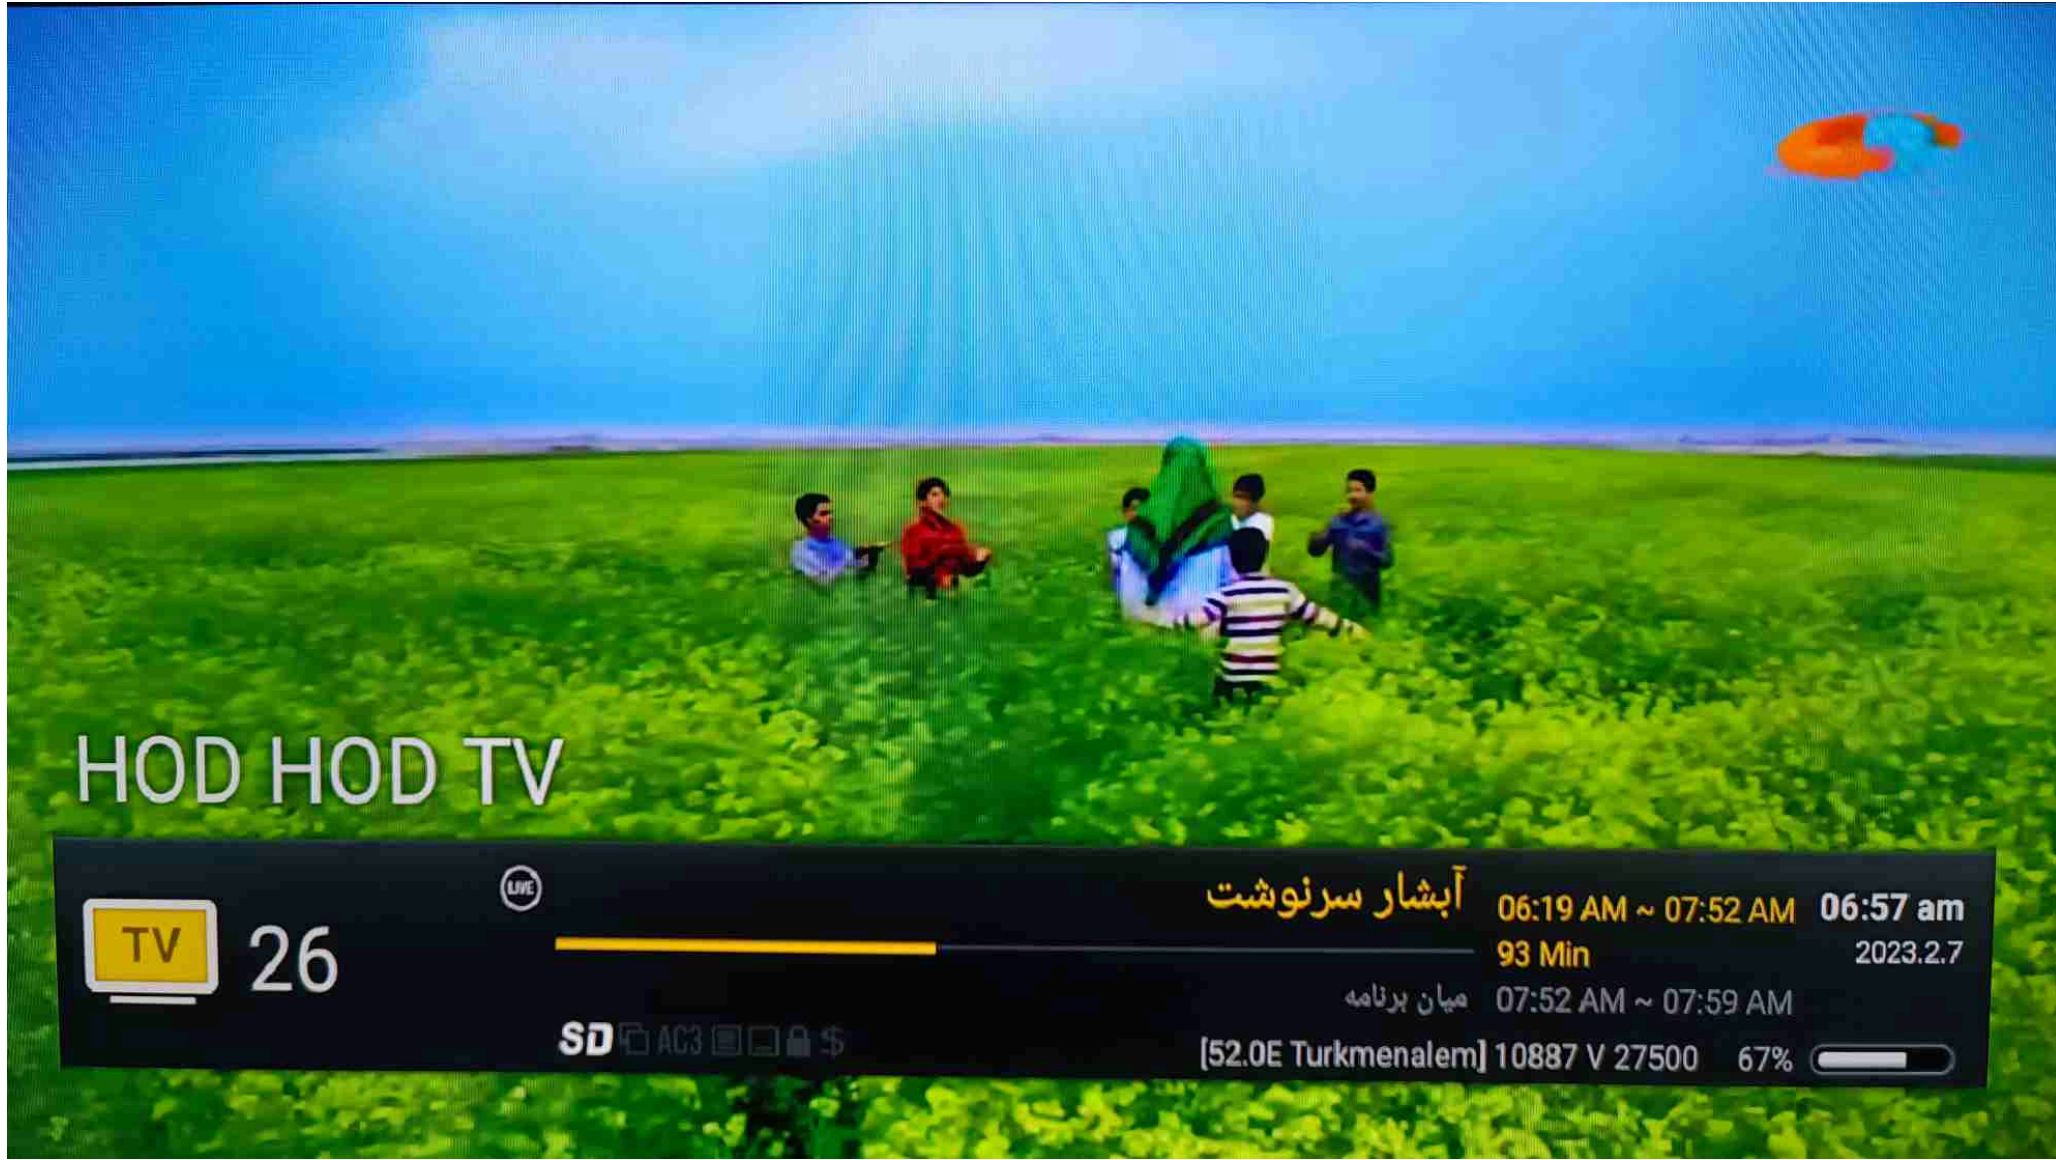 HOD HOD TV
LIVE
آبشار سرنوشت 06:19 AM ~ 07:52 AM 06:57 am
TV 26
93 Min 2023.2.7
میان برنامه 07:52 AM ~ 07:59 AM
SD AC3 $
[52.0E Turkmenalem] 10887 V 27500 67%